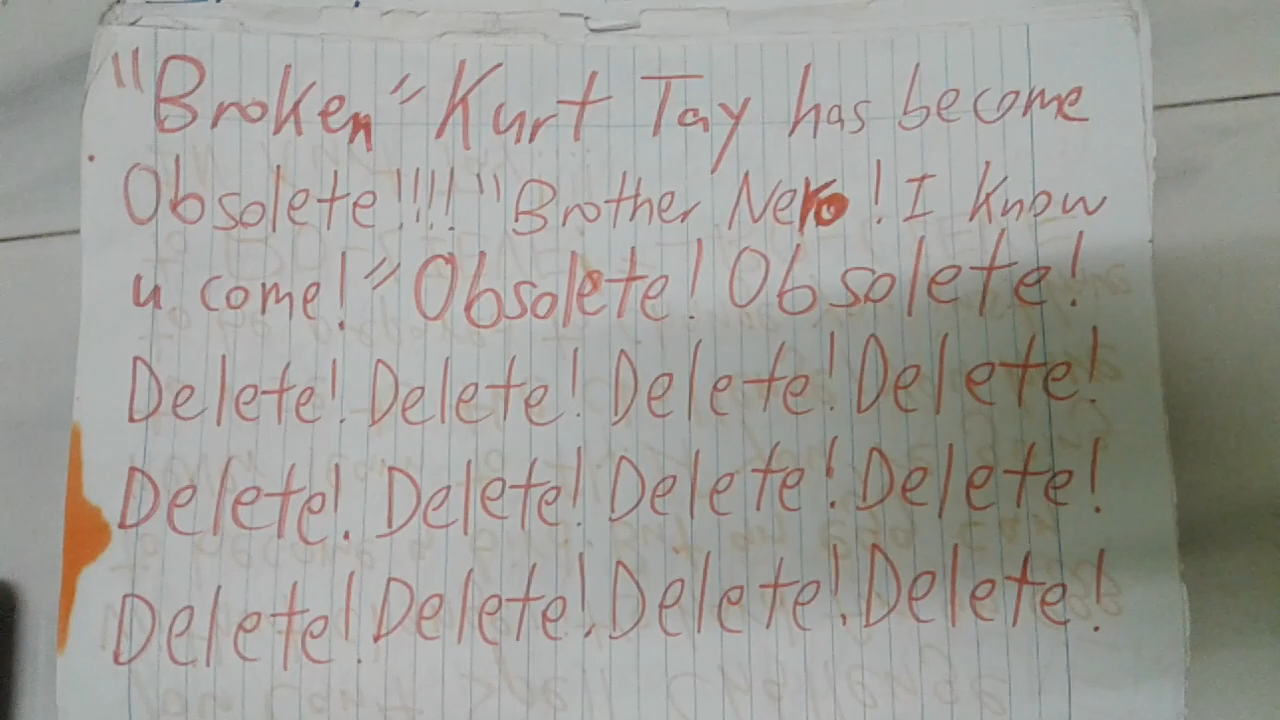 "Broken" Kurt Tay has become
Obsolete!!!! "Brother Nero! I Know
u come!" Obsolete! Obsolete!
Delete! Delete! Delete! Delete!
Delete! Delete! Delete! Delete!
Delete! Delete! Delete! Delete!